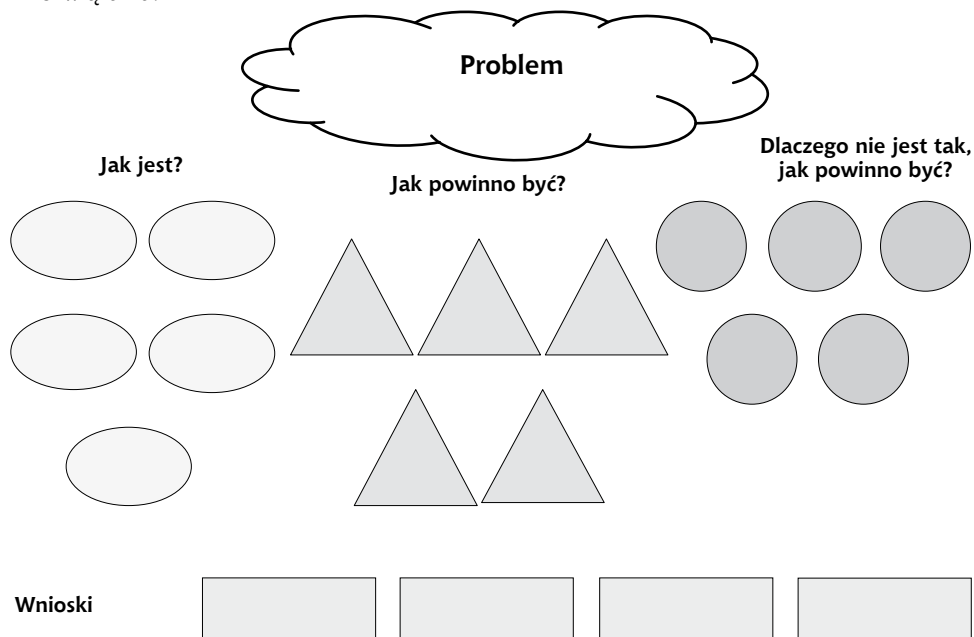 Problem
Jak jest?
Jak powinno być?
Dlaczego nie jest tak,
jak powinno być?
Wnioski